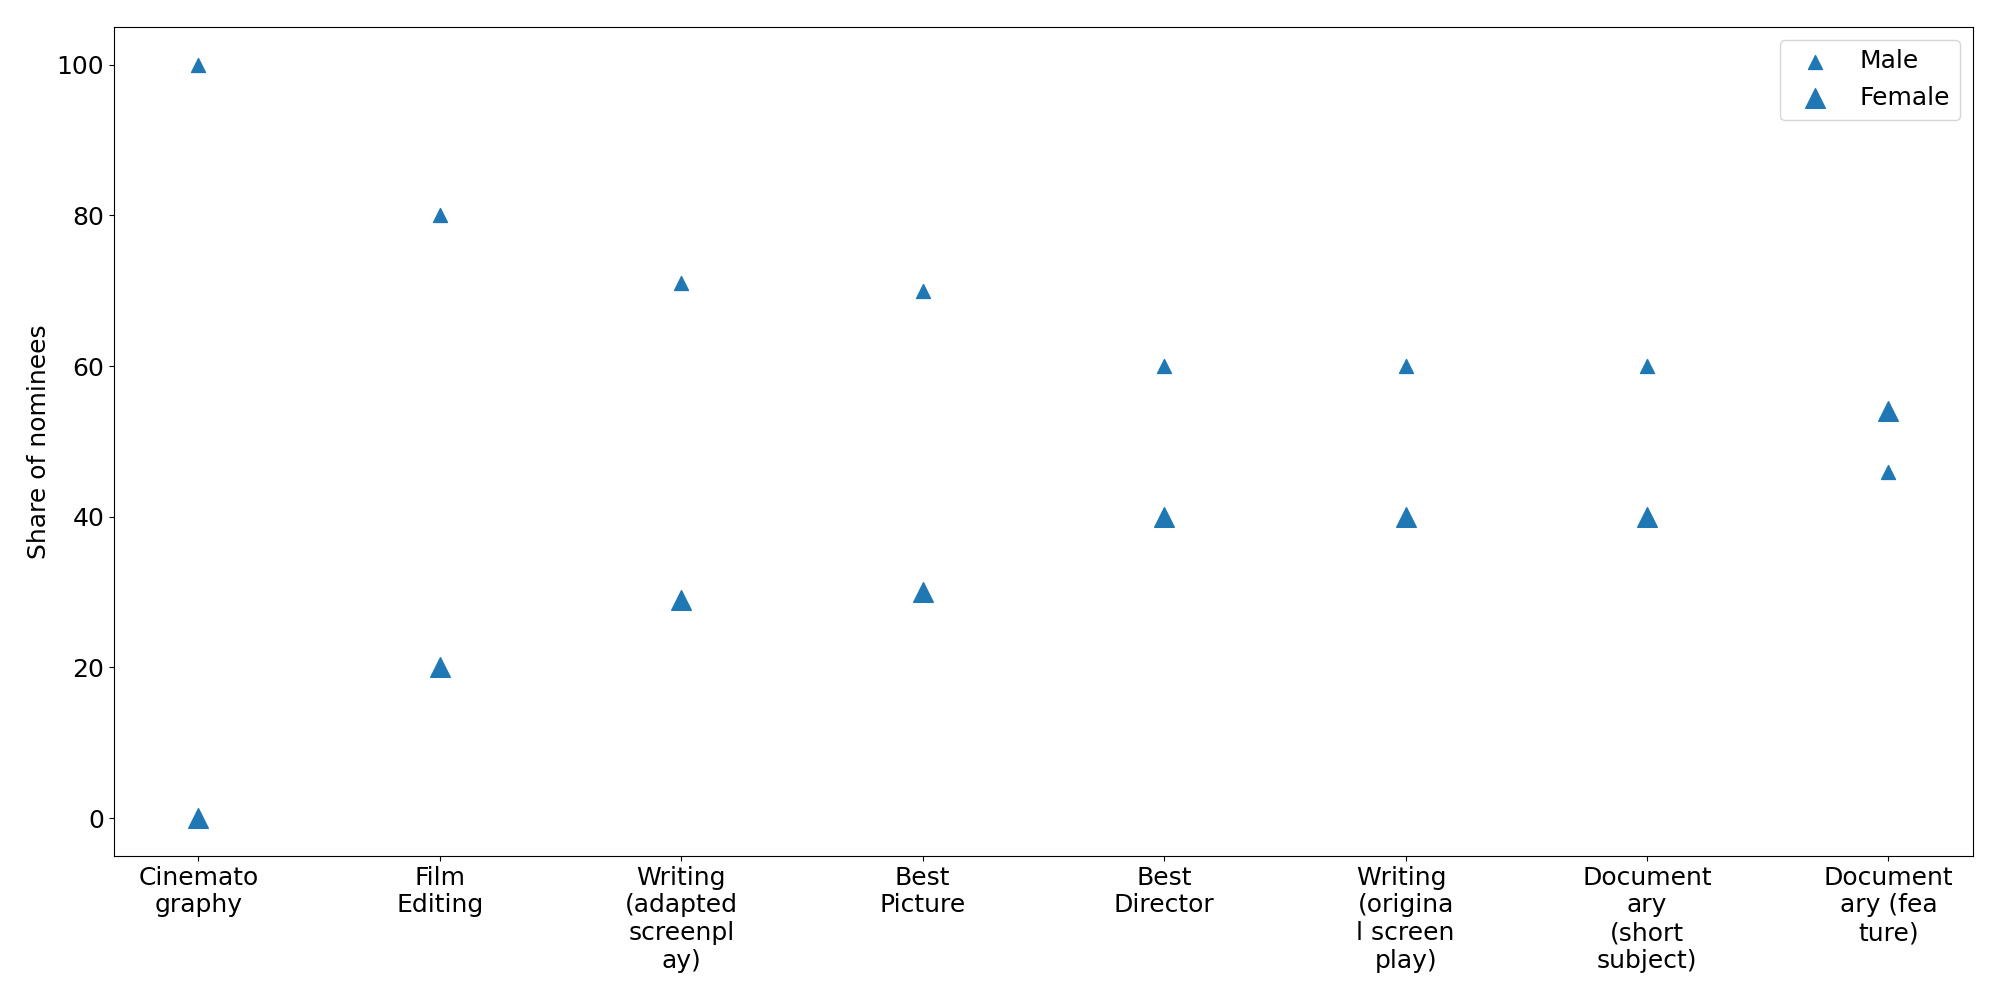 Male
Female
Share of nominees
100
80
60
40
20
0
Cinemato
graphy
Film
Editing
Writing
(adapted
screenpl
ay)
Best
Picture
Best
Director
Writing
(origina
l screen
play)
Document
ary
(short
subject)
Document
ary (fea
ture)